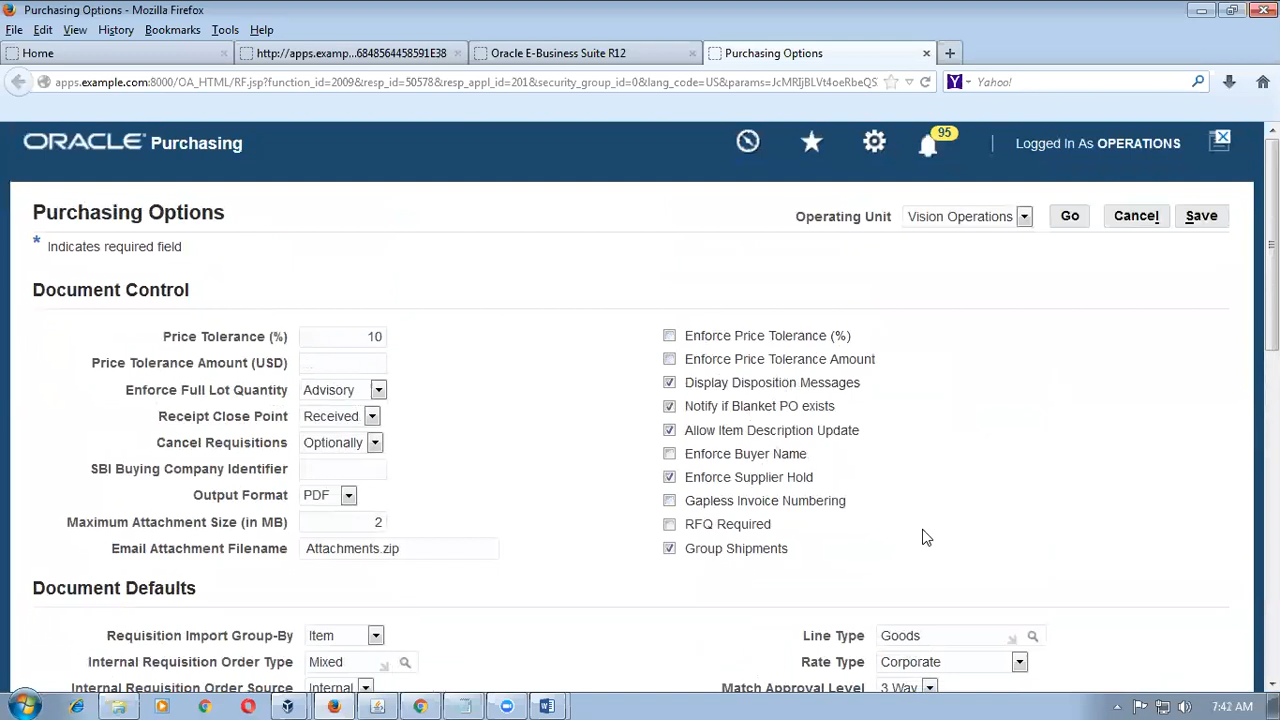 Purchasing Options - Mozilla Firefox
File Edit View History Bookmarks Tools Help
Home × http://apps.examp...6848564458591E38 × Oracle E-Business Suite R12 × Purchasing Options × +
apps.example.com:8000/OA_HTML/RF.jsp?function_id=2009&resp_id=50578&resp_appl_id=201&security_group_id=0&lang_code=US&params=JcMRIjBLVt4oeRbeQS Yahoo!
ORACLE Purchasing 95 Logged In As OPERATIONS
Purchasing Options Operating Unit Vision Operations Go Cancel Save
* Indicates required field
Document Control
Price Tolerance (%) 10 Enforce Price Tolerance (%)
Price Tolerance Amount (USD) Enforce Price Tolerance Amount
Enforce Full Lot Quantity Advisory Display Disposition Messages
Receipt Close Point Received Notify if Blanket PO exists
Cancel Requisitions Optionally Allow Item Description Update
SBI Buying Company Identifier Enforce Buyer Name
Output Format PDF Enforce Supplier Hold
Maximum Attachment Size (in MB) 2 Gapless Invoice Numbering
Email Attachment Filename Attachments.zip RFQ Required
Group Shipments
Document Defaults
Requisition Import Group-By Item Line Type Goods
Internal Requisition Order Type Mixed Rate Type Corporate
Internal Requisition Order Source Internal Match Approval Level 3 Way
7:42 AM